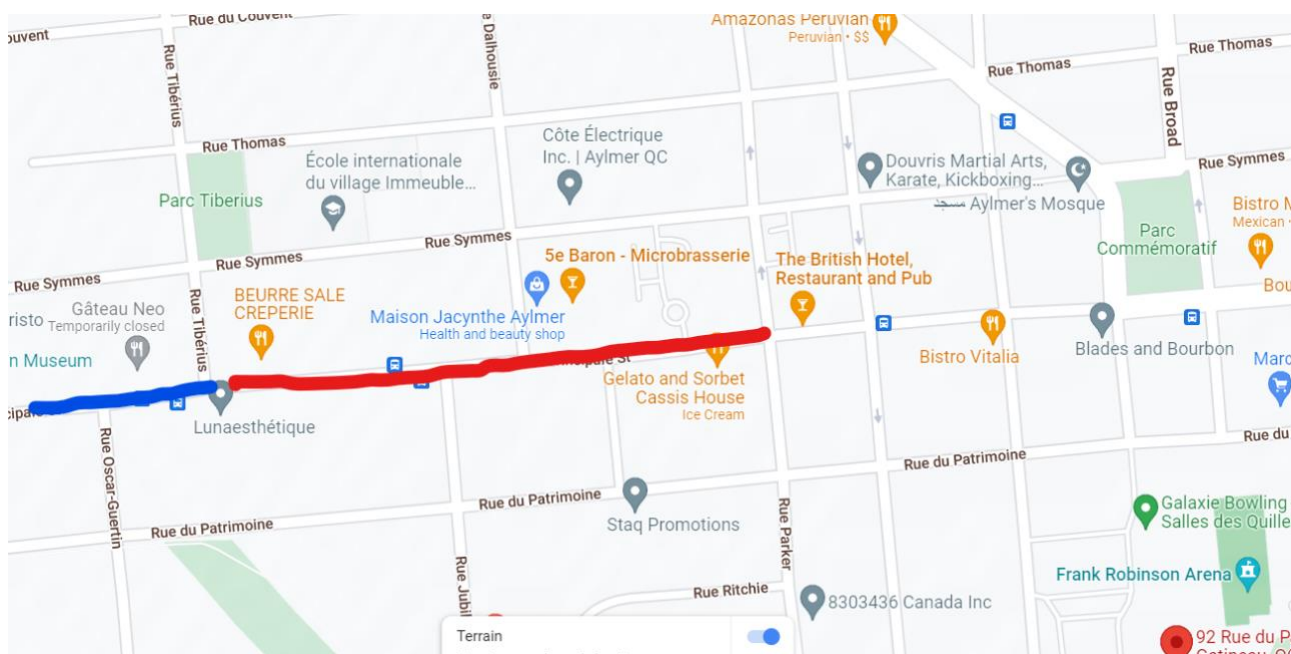 Rue du Couvent
ouvent
Rue Tibérius
e Dalhousie
Amazonas Peruvian
Peruvian • $$
Rue Thomas
Rue Thomas
Rue Broad
Rue Thomas
École internationale
du village Immeuble...
Côte Électrique
Inc. | Aylmer QC
Douvris Martial Arts,
Karate, Kickboxing...
مسجد Aylmer's Mosque
Rue Symmes
Parc Tiberius
Parc
Commémoratif
Bistro M
Mexican •
Rue Symmes
Rue Symmes
Rue Symmes
5e Baron - Microbrasserie
The British Hotel,
Restaurant and Pub
Bou
risto
Gâteau Neo
Temporarily closed
n Museum
Rue Tibérius
BEURRE SALE
CREPERIE
Maison Jacynthe Aylmer
Health and beauty shop
Bistro Vitalia
Blades and Bourbon
Marc
Gelato and Sorbet
Cassis House
Ice Cream
Lunaesthétique
Rue Oscar-Guertin
Rue du
Rue du Patrimoine
Rue du Patrimoine
Rue du Patrimoine
Staq Promotions
Rue Parker
Galaxie Bowling
Salles des Quille
Frank Robinson Arena
Rue Jubil
Rue Ritchie
8303436 Canada Inc
Terrain
92 Rue du P